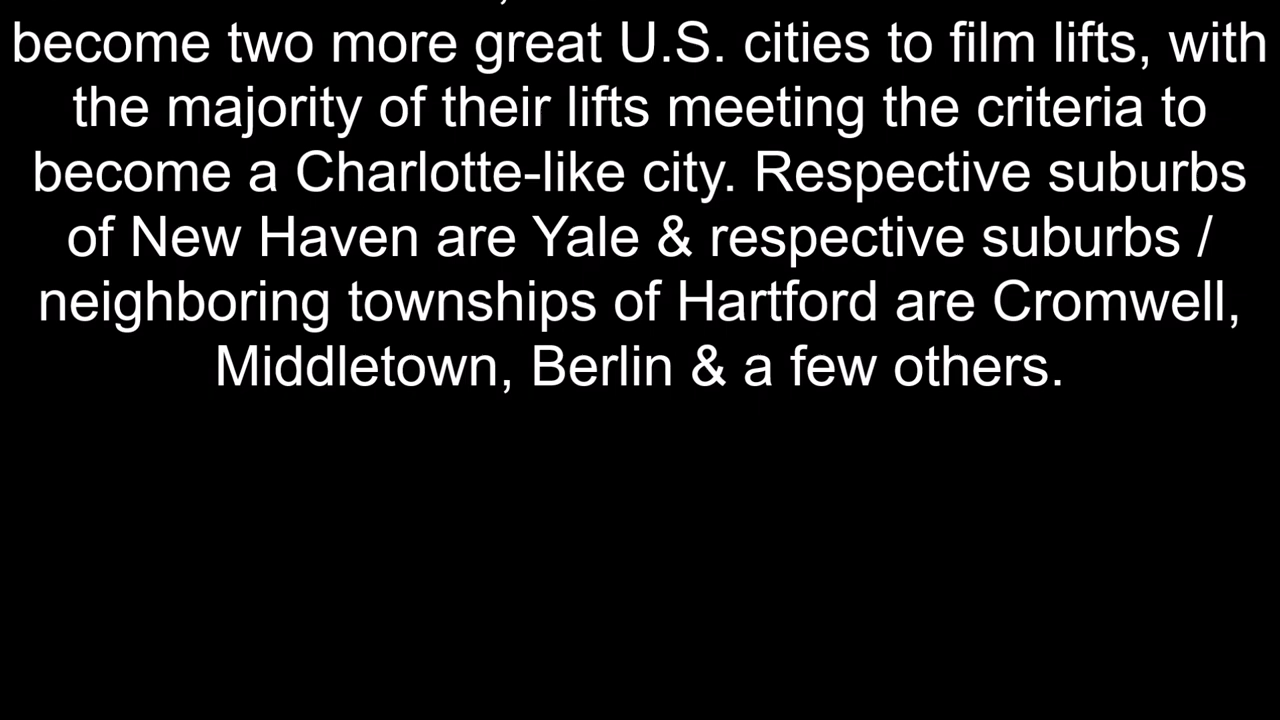 become two more great U.S. cities to film lifts, with
the majority of their lifts meeting the criteria to
become a Charlotte-like city. Respective suburbs
of New Haven are Yale & respective suburbs /
neighboring townships of Hartford are Cromwell,
Middletown, Berlin & a few others.